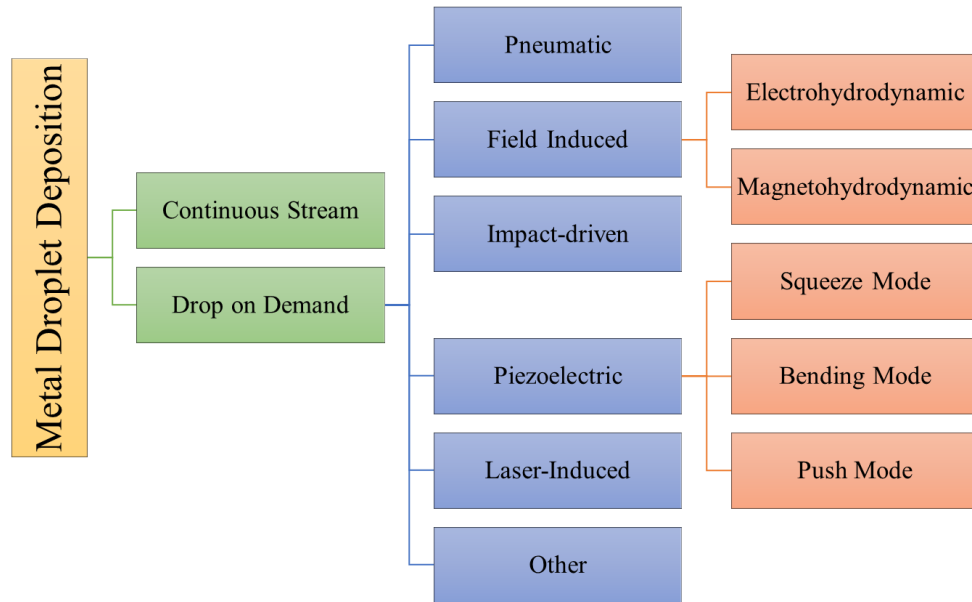 Metal Droplet Deposition
Continuous Stream
Drop on Demand
Pneumatic
Field Induced
Impact-driven
Piezoelectric
Laser-Induced
Other
Electrohydrodynamic
Magnetohydrodynamic
Squeeze Mode
Bending Mode
Push Mode